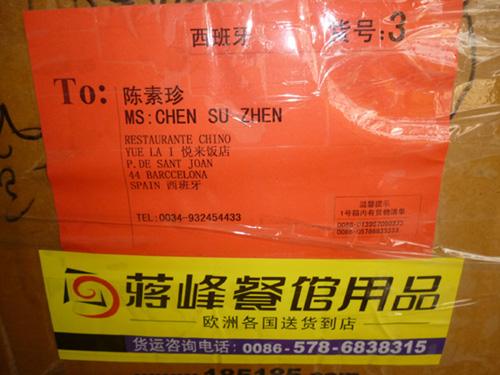 西班牙 货号:3
To: 陈素珍
MS:CHEN SU ZHEN
RESTAURANTE CHINO
YUE LA I 悦来饭店
P.DE SANT JOAN
44 BARCCELONA
SPAIN 西班牙
TEL:0034-932454433
温馨提示
1号箱内有货物清单
蒋峰餐馆用品
欧洲各国送货到店
货运咨询电话: 0086-578-6838315